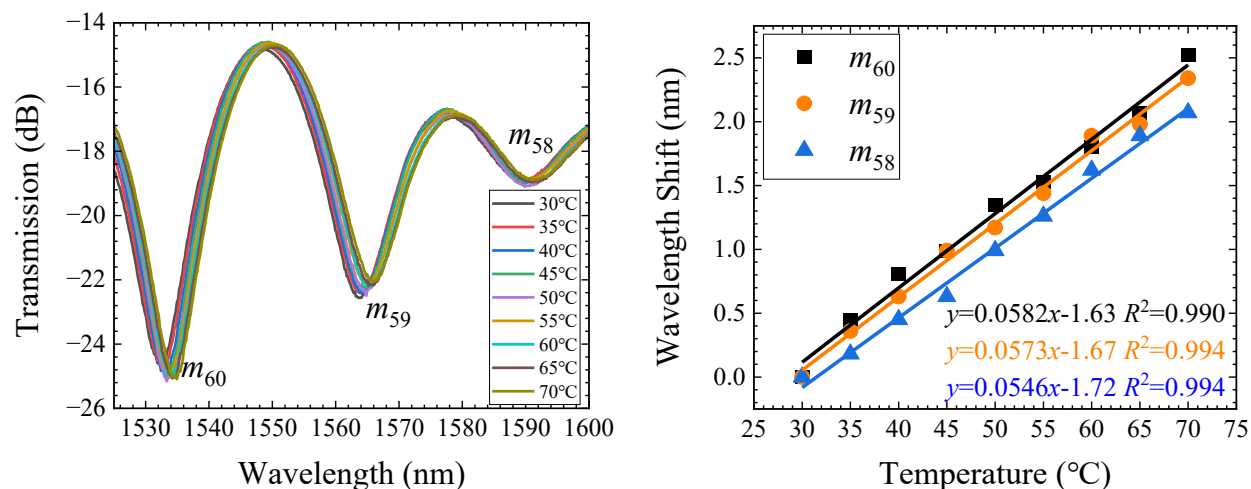 Transmission (dB)
−14
−16
−18
−20
−22
−24
−26
m58
m59
m60
30℃
35℃
40℃
45℃
50℃
55℃
60℃
65℃
70℃
1530 1540 1550 1560 1570 1580 1590 1600
Wavelength (nm)
Wavelength Shift (nm)
2.5
2.0
1.5
1.0
0.5
0.0
m60
m59
m58
y=0.0582x-1.63 R²=0.990
y=0.0573x-1.67 R²=0.994
y=0.0546x-1.72 R²=0.994
25 30 35 40 45 50 55 60 65 70 75
Temperature (℃)